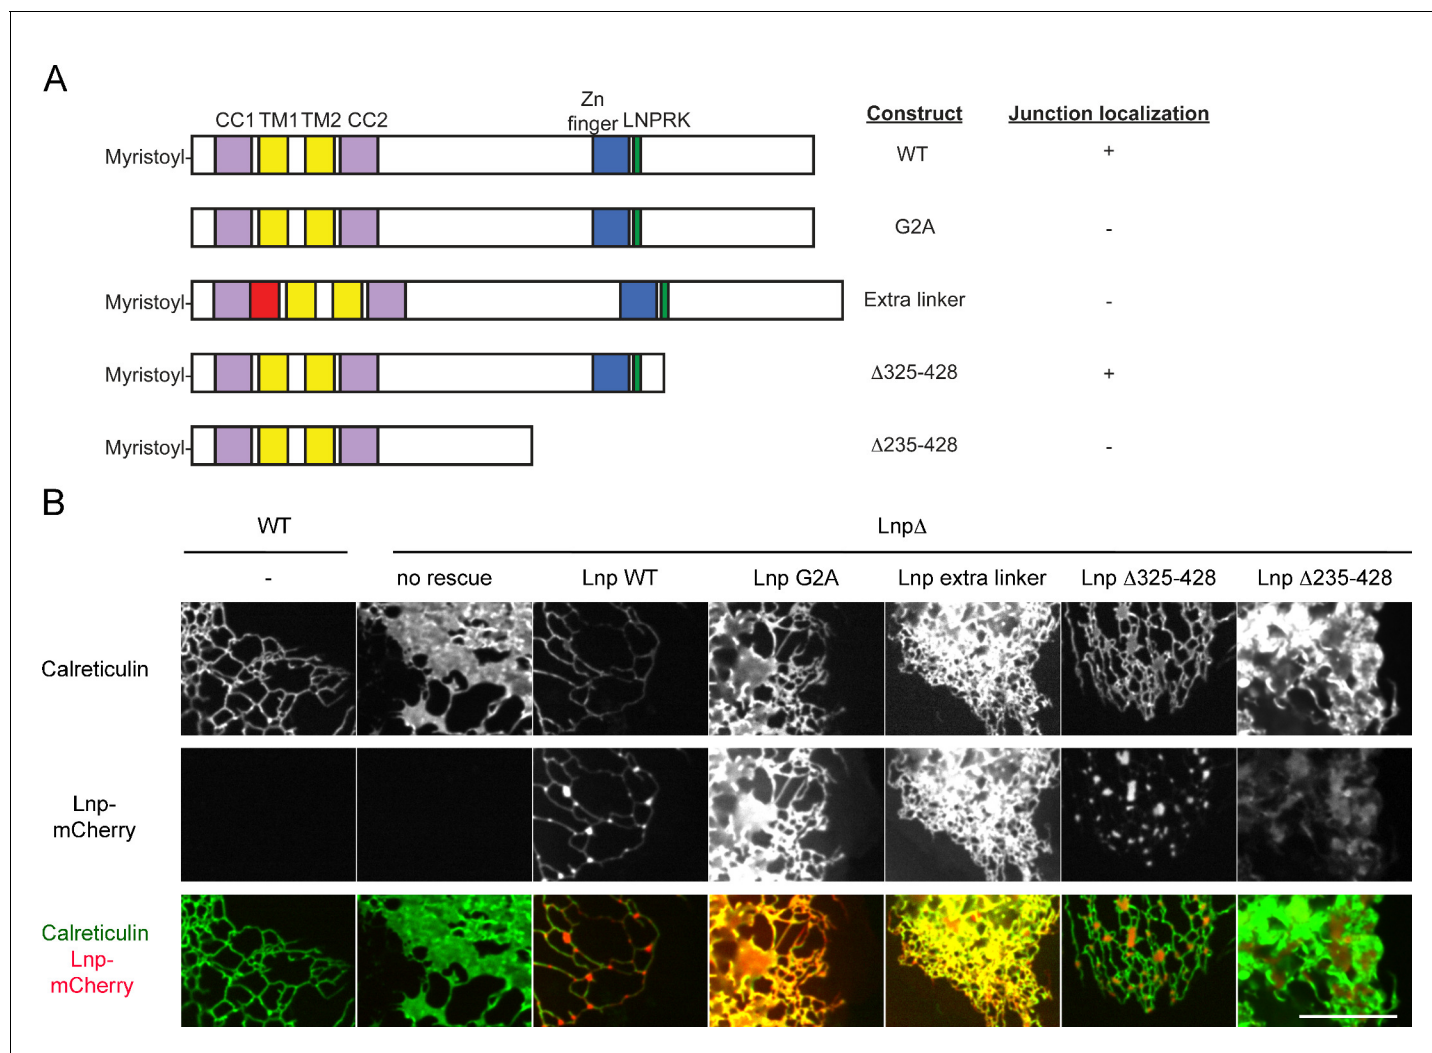 A
CC1 TM1 TM2 CC2 Zn finger LNPRK
Construct Junction localization
Myristoyl- WT +
G2A -
Myristoyl- Extra linker -
Myristoyl- Δ325-428 +
Myristoyl- Δ235-428 -
B
WT LnpΔ
- no rescue Lnp WT Lnp G2A Lnp extra linker Lnp Δ325-428 Lnp Δ235-428
Calreticulin
Lnp-
mCherry
Calreticulin
Lnp-
mCherry